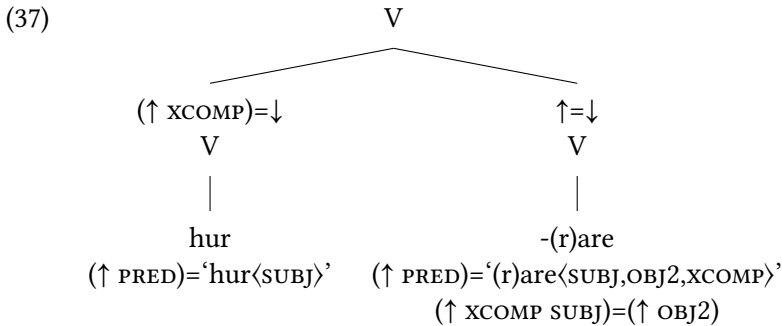 (37) V
(↑ XCOMP)=↓ ↑=↓
V V
hur -(r)are
(↑ PRED)=‘hur⟨SUBJ⟩’ (↑ PRED)=‘(r)are⟨SUBJ,OBJ2,XCOMP⟩’
(↑ XCOMP SUBJ)=(↑ OBJ2)